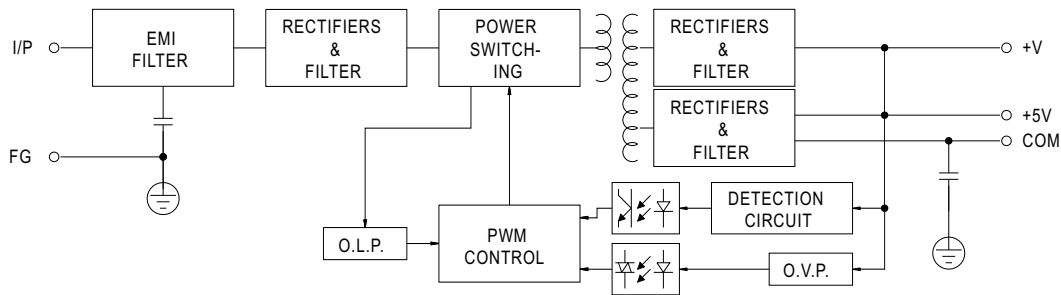 I/P
EMI
FILTER
RECTIFIERS
&
FILTER
POWER
SWITCH-
ING
RECTIFIERS
&
FILTER
+V
RECTIFIERS
&
FILTER
+5V
COM
FG
DETECTION
CIRCUIT
O.L.P.
PWM
CONTROL
O.V.P.